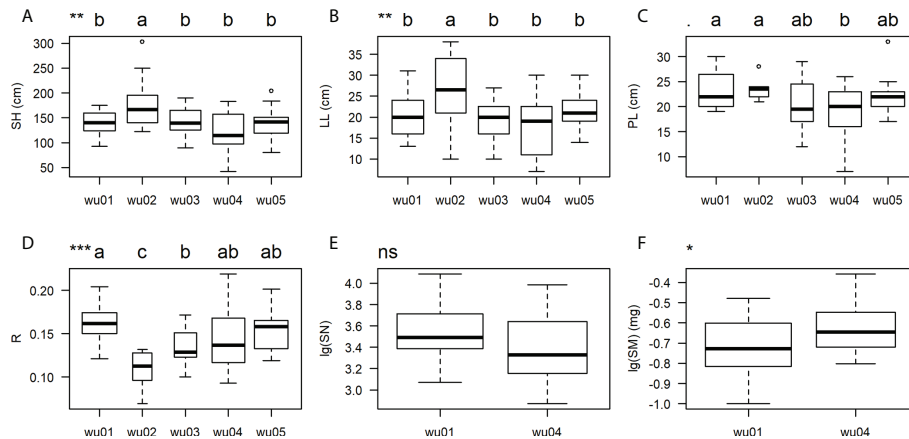 A ** b a b b b
SH (cm)
300
250
200
150
100
50
wu01 wu02 wu03 wu04 wu05
B ** b a b b b
LL (cm)
35
30
25
20
15
10
wu01 wu02 wu03 wu04 wu05
C . a a ab b ab
PL (cm)
30
25
20
15
10
wu01 wu02 wu03 wu04 wu05
D *** a c b ab ab
R
0.20
0.15
0.10
wu01 wu02 wu03 wu04 wu05
E ns
lg(SN)
4.0
3.8
3.6
3.4
3.2
3.0
wu01 wu04
F *
lg(SM) (mg)
-0.4
-0.5
-0.6
-0.7
-0.8
-0.9
-1.0
wu01 wu04